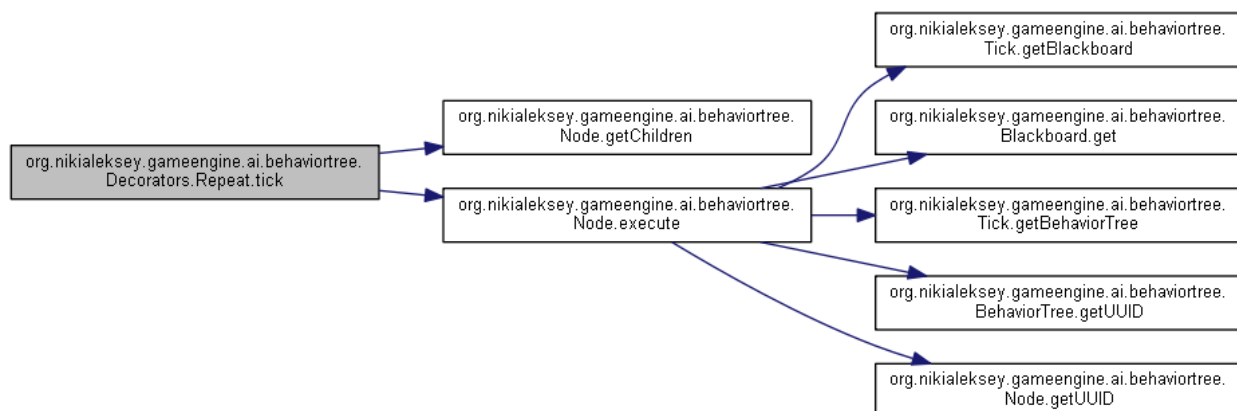 org.nikialeksey.gameengine.ai.behaviortree.
Decorators.Repeat.tick
org.nikialeksey.gameengine.ai.behaviortree.
Node.getChildren
org.nikialeksey.gameengine.ai.behaviortree.
Node.execute
org.nikialeksey.gameengine.ai.behaviortree.
Tick.getBlackboard
org.nikialeksey.gameengine.ai.behaviortree.
Blackboard.get
org.nikialeksey.gameengine.ai.behaviortree.
Tick.getBehaviorTree
org.nikialeksey.gameengine.ai.behaviortree.
BehaviorTree.getUUID
org.nikialeksey.gameengine.ai.behaviortree.
Node.getUUID